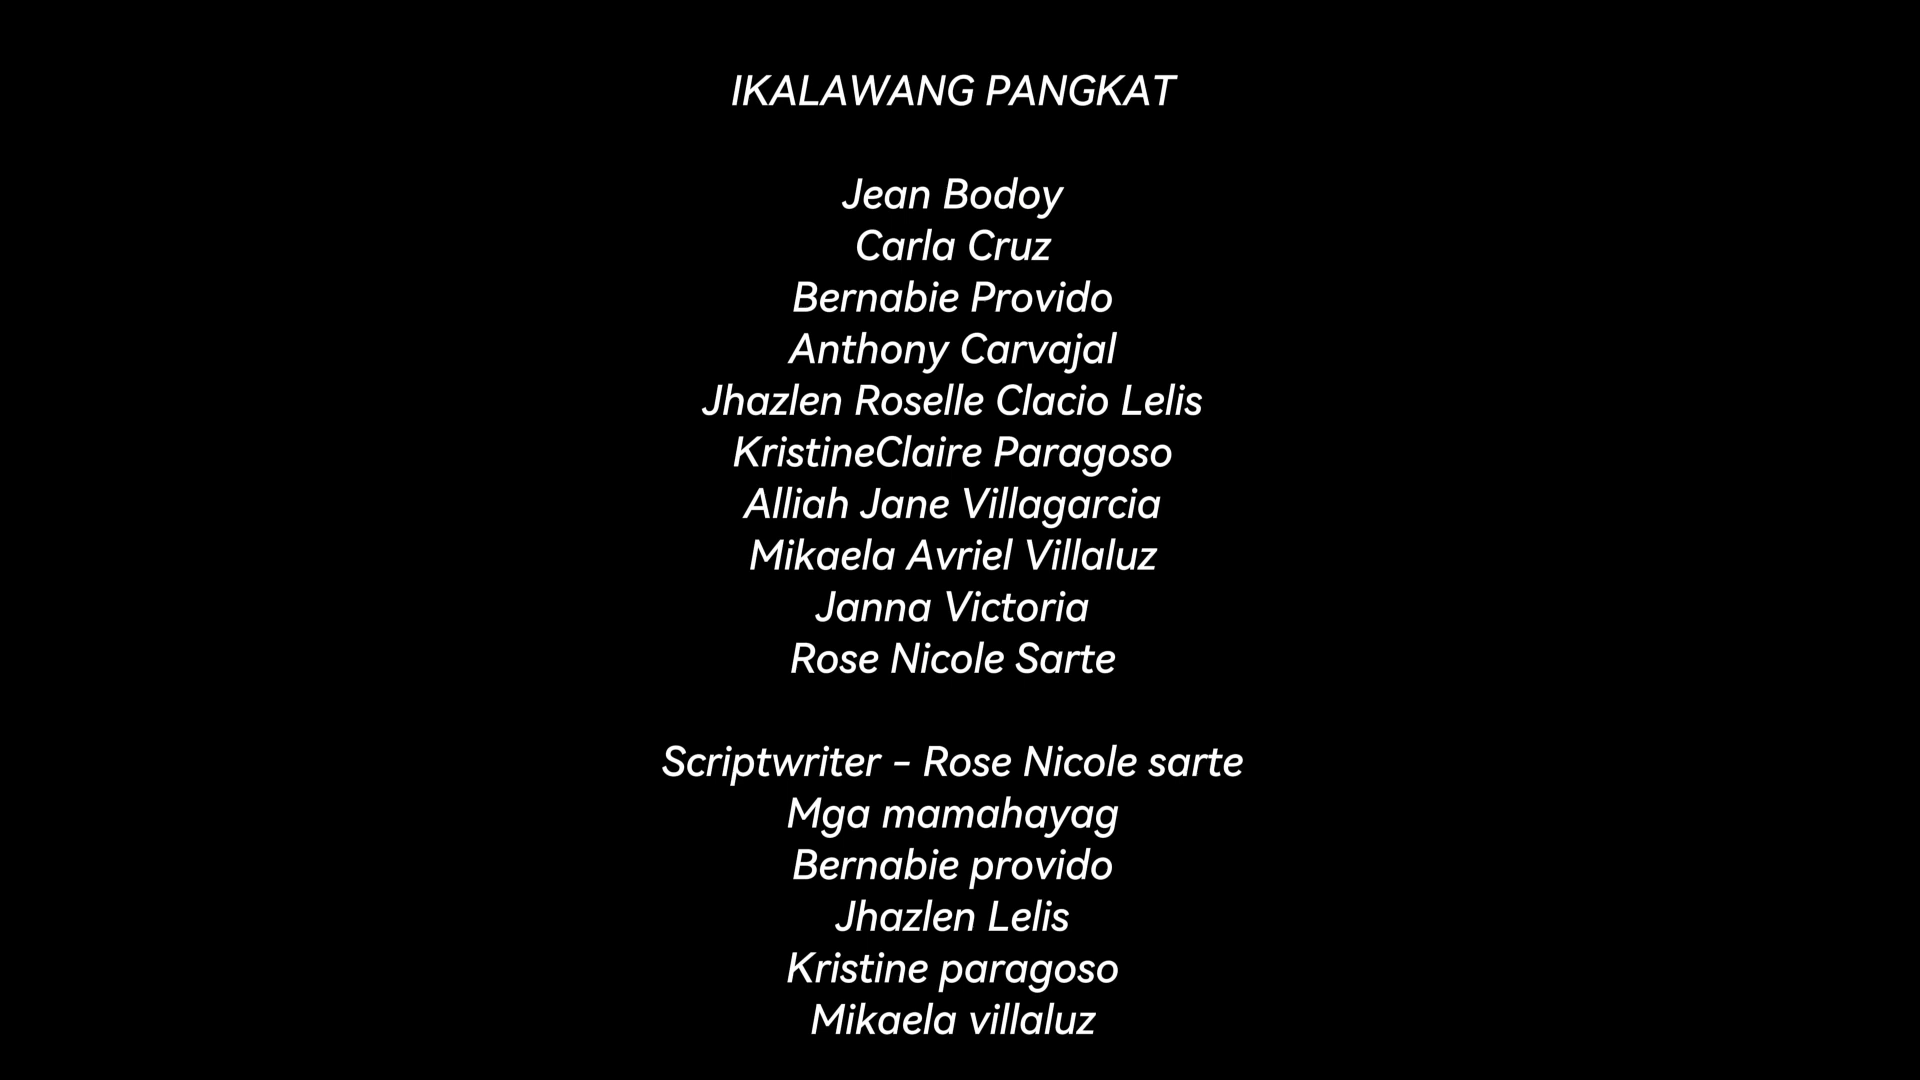 IKALAWANG PANGKAT
Jean Bodoy
Carla Cruz
Bernabie Provido
Anthony Carvajal
Jhazlen Roselle Clacio Lelis
KristineClaire Paragoso
Alliah Jane Villagarcia
Mikaela Avriel Villaluz
Janna Victoria
Rose Nicole Sarte
Scriptwriter - Rose Nicole sarte
Mga mamahayag
Bernabie provido
Jhazlen Lelis
Kristine paragoso
Mikaela villaluz